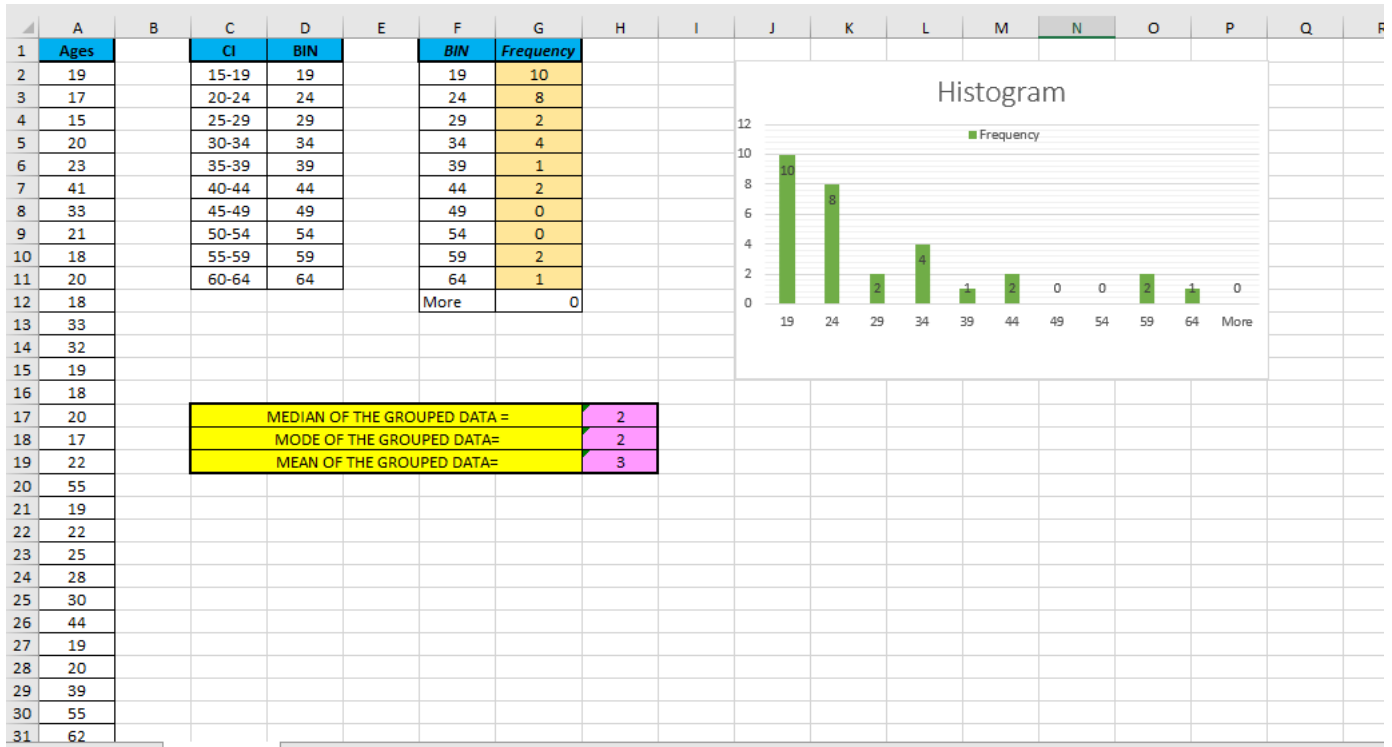 A B C D E F G H I J K L M N O P Q R
1 Ages CI BIN BIN Frequency
2 19 15-19 19 19 10
3 17 20-24 24 24 8
4 15 25-29 29 29 2
5 20 30-34 34 34 4
6 23 35-39 39 39 1
7 41 40-44 44 44 2
8 33 45-49 49 49 0
9 21 50-54 54 54 0
10 18 55-59 59 59 2
11 20 60-64 64 64 1
12 18 More 0
13 33
14 32
15 19
16 18
17 20 MEDIAN OF THE GROUPED DATA = 2
18 17 MODE OF THE GROUPED DATA= 2
19 22 MEAN OF THE GROUPED DATA= 3
20 55
21 19
22 22
23 25
24 28
25 30
26 44
27 19
28 20
29 39
30 55
31 62
Histogram
Frequency
12
10
8
6
4
2
0
10 8 2 4 1 2 0 0 2 1 0
19 24 29 34 39 44 49 54 59 64 More